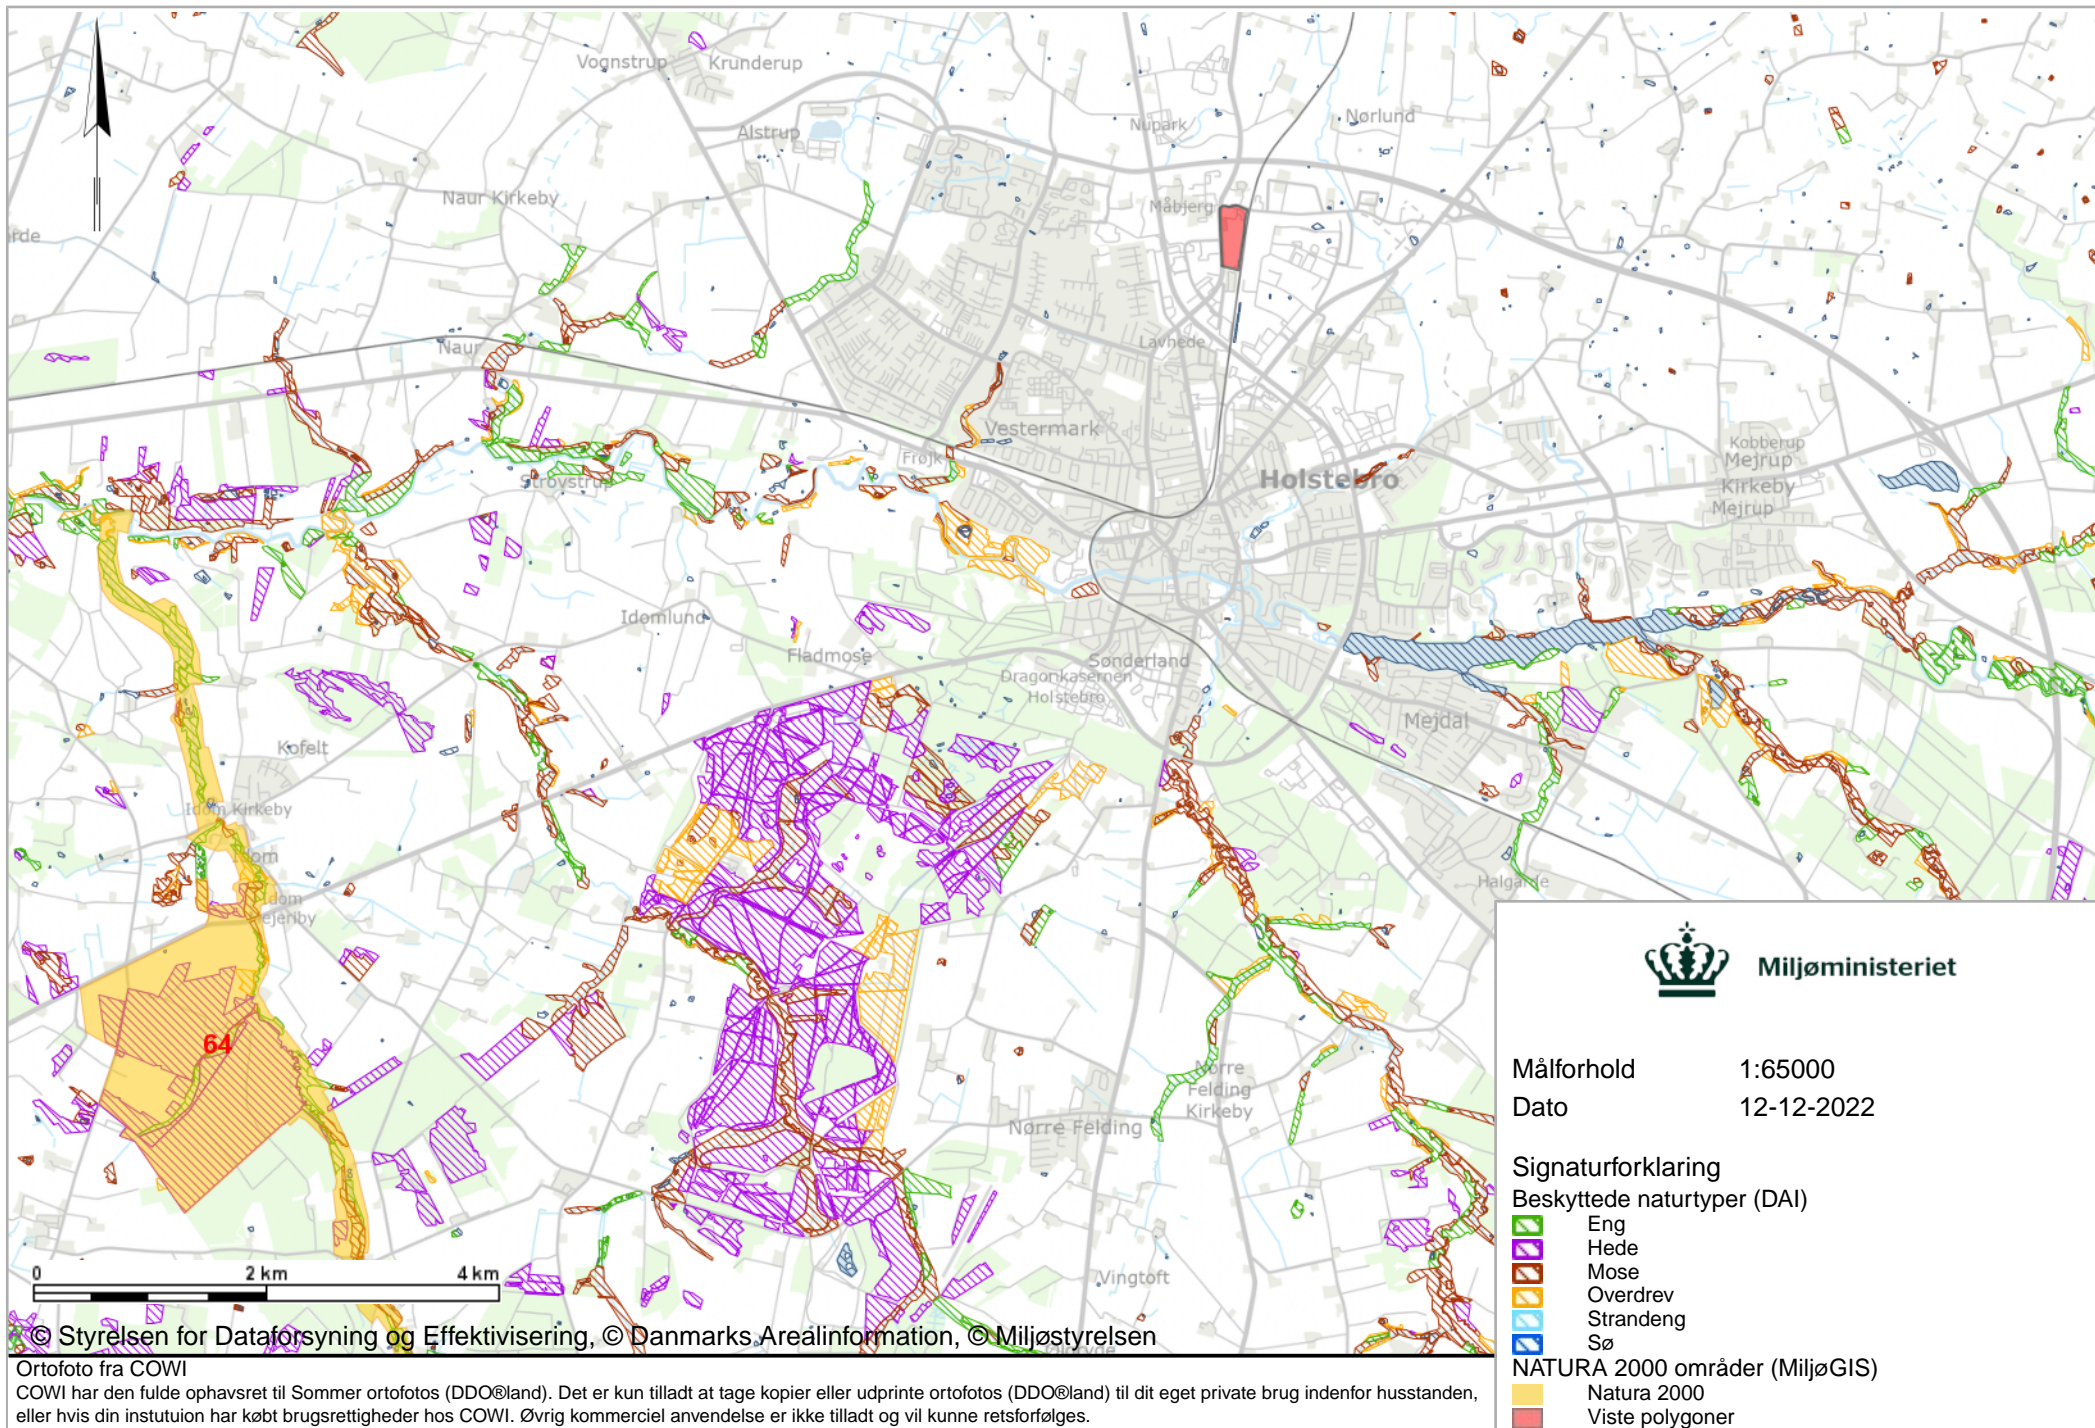 Vognstrup
Krunderup
Alstrup
Nupark
Nørlund
Naur Kirkeby
Måbjerg
Naur
Lavhede
Vestermark
Frøjk
Holstebro
Kobberup
Mejrup
Kirkeby
Mejrup
Idomlund
Fladmose
Sønderland
Dragonkasernen
Holstebro
Mejdal
Kofelt
Idom Kirkeby
Idom
Idom
Mejeriby
Halgårde
64
Nørre
Felding
Kirkeby
Nørre Felding
Vingtoft
0 2 km 4 km
© Styrelsen for Dataforsyning og Effektivisering, © Danmarks Arealinformation, © Miljøstyrelsen
Ortofoto fra COWI
COWI har den fulde ophavsret til Sommer ortofotos (DDO®land). Det er kun tilladt at tage kopier eller udprinte ortofotos (DDO®land) til dit eget private brug indenfor husstanden,
eller hvis din instutuion har købt brugsrettigheder hos COWI. Øvrig kommerciel anvendelse er ikke tilladt og vil kunne retsforfølges.
Miljøministeriet
Målforhold 1:65000
Dato 12-12-2022
Signaturforklaring
Beskyttede naturtyper (DAI)
Eng
Hede
Mose
Overdrev
Strandeng
Sø
NATURA 2000 områder (MiljøGIS)
Natura 2000
Viste polygoner